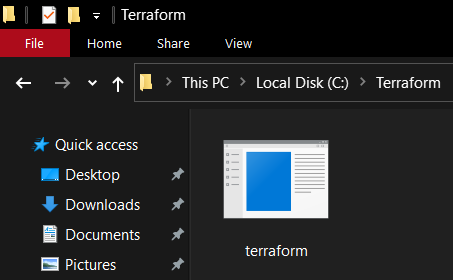 Terraform
File Home Share View
This PC Local Disk (C:) Terraform
Quick access
Desktop
Downloads
Documents
Pictures
terraform